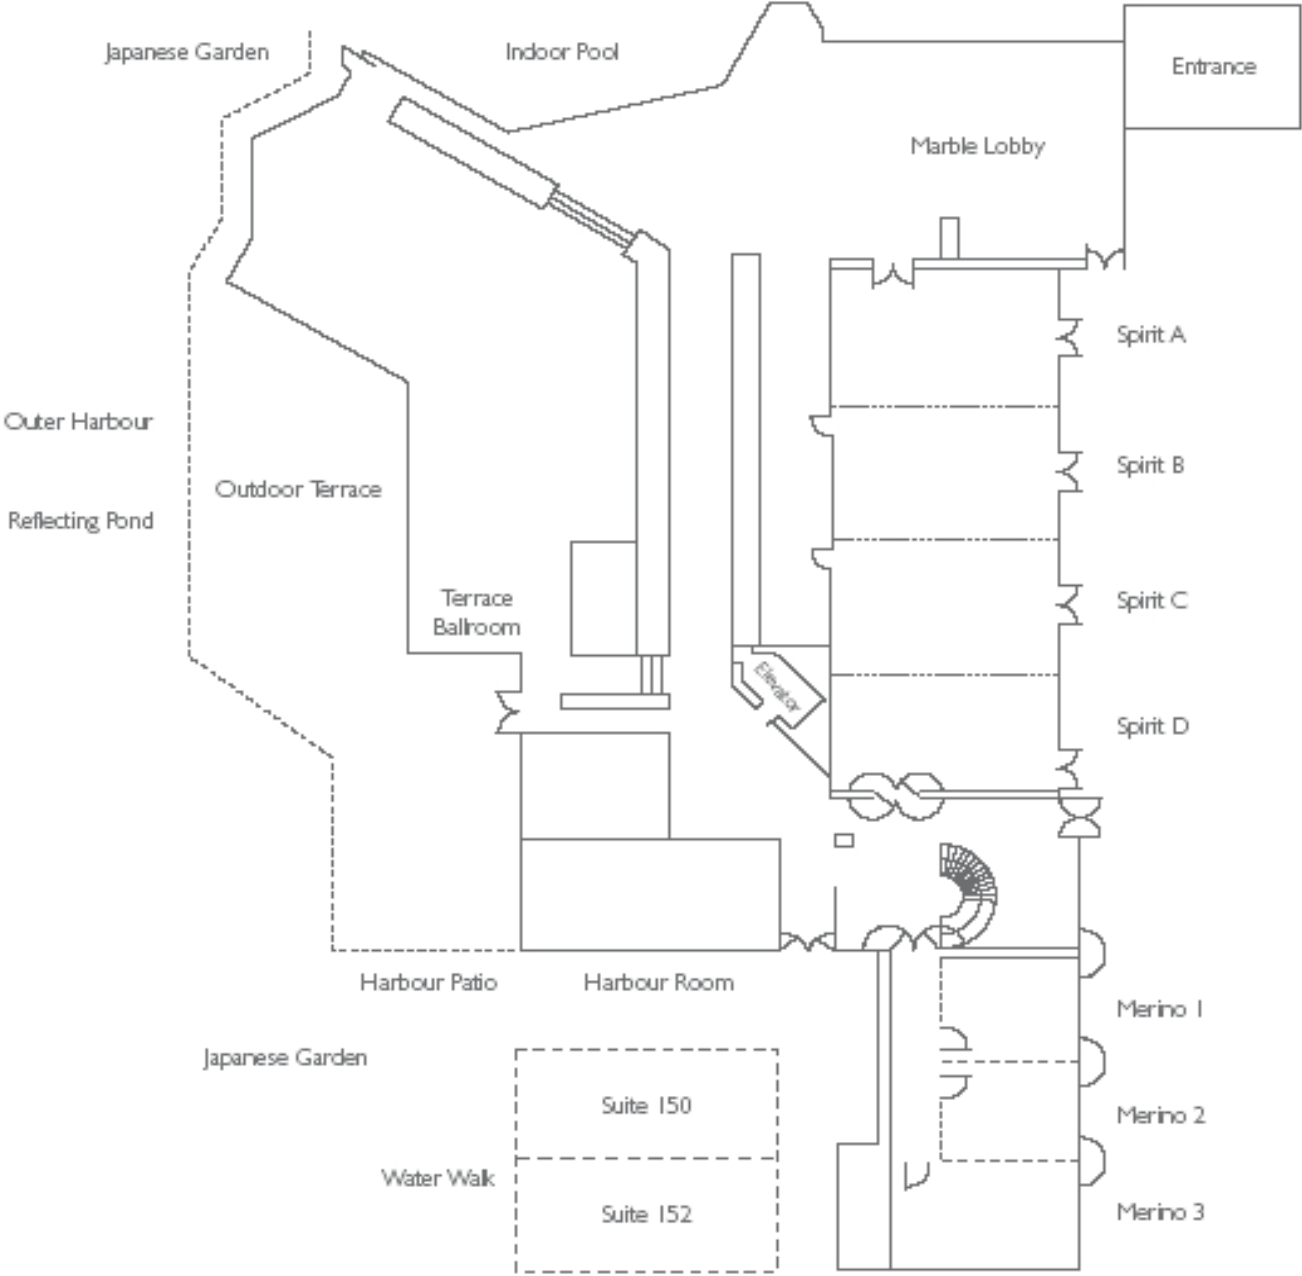 Japanese Garden
Indoor Pool
Entrance
Marble Lobby
Spirit A
Outer Harbour
Spirit B
Outdoor Terrace
Reflecting Pond
Terrace
Ballroom
Spirit C
Elevator
Spirit D
Harbour Patio
Harbour Room
Merino 1
Japanese Garden
Suite 150
Merino 2
Water Walk
Suite 152
Merino 3